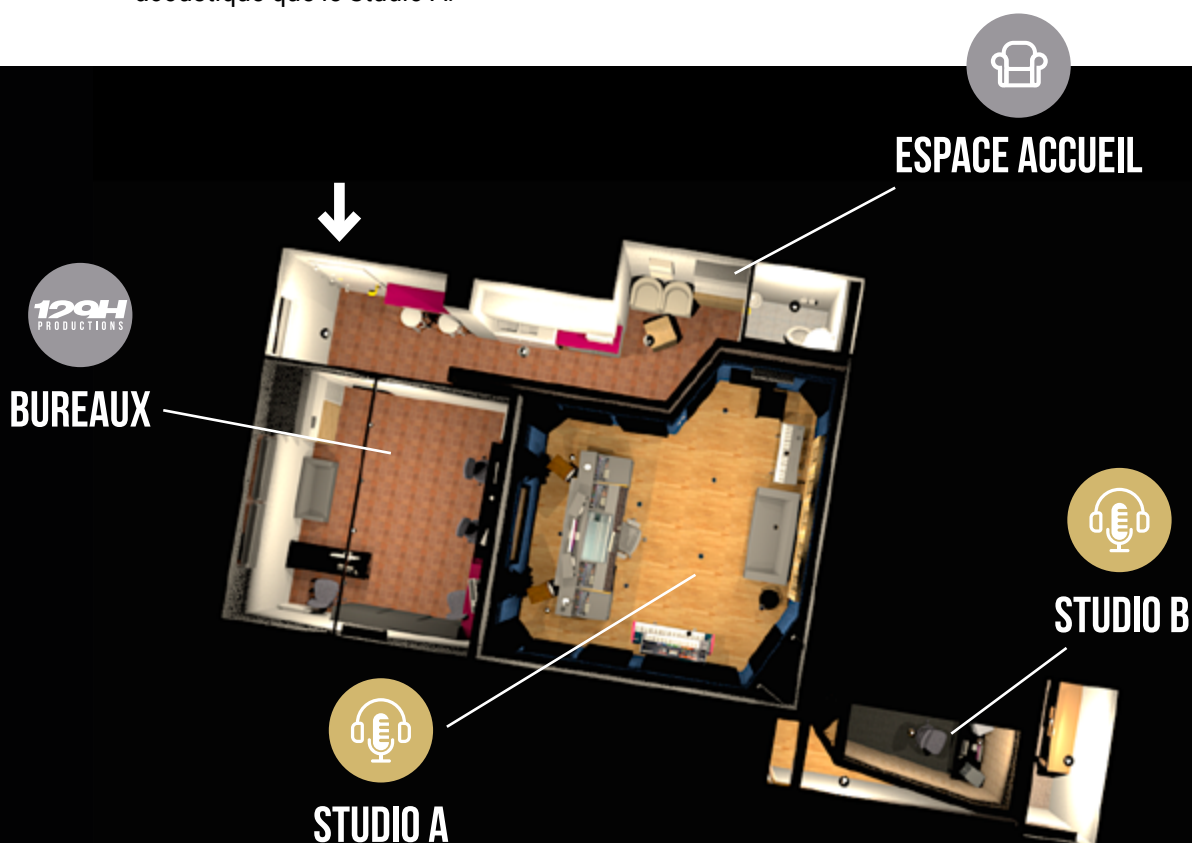 ESPACE ACCUEIL
129H
PRODUCTIONS
BUREAUX
STUDIO B
STUDIO A